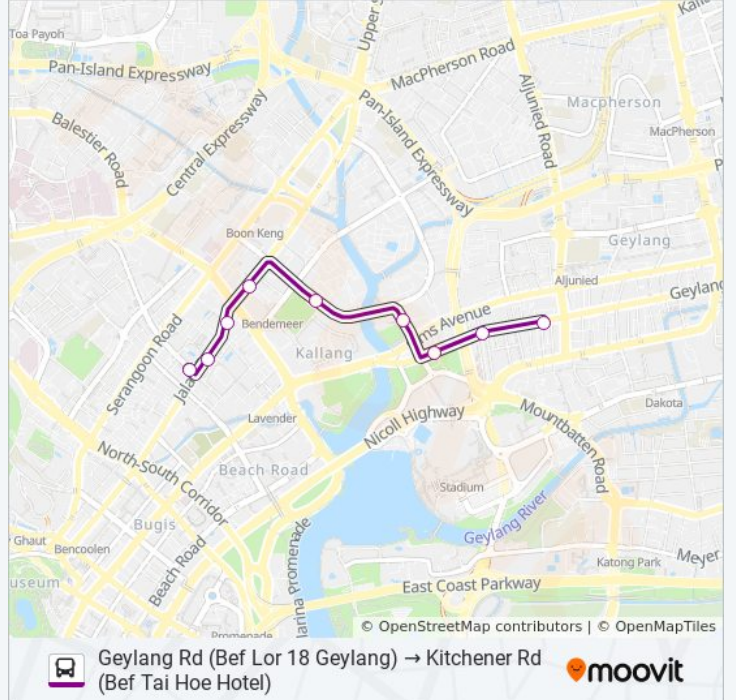 Toa Payoh
Upper S
Kalla
Pan-Island Expressway
MacPherson Road
Macpherson
MacPherson
Aljunied Road
Balestier Road
Central Expressway
Pan-Island Expressway
P
Boon Keng
Geylang
Aljunied
Geylang
ms Avenue
Bendemeer
Kallang
Serangoon Road
Jala
Dakota
Lavender
Nicoll Highway
Mountbatten Road
North-South Corridor
Beach Road
Stadium
Geylang River
Bugis
Ghaut
Bencoolen
Beach Road
arina Promenade
Katong Park
Meyer
useum
East Coast Parkway
Promenade
© OpenStreetMap contributors | © OpenMapTiles
Geylang Rd (Bef Lor 18 Geylang) → Kitchener Rd
(Bef Tai Hoe Hotel)
moovit